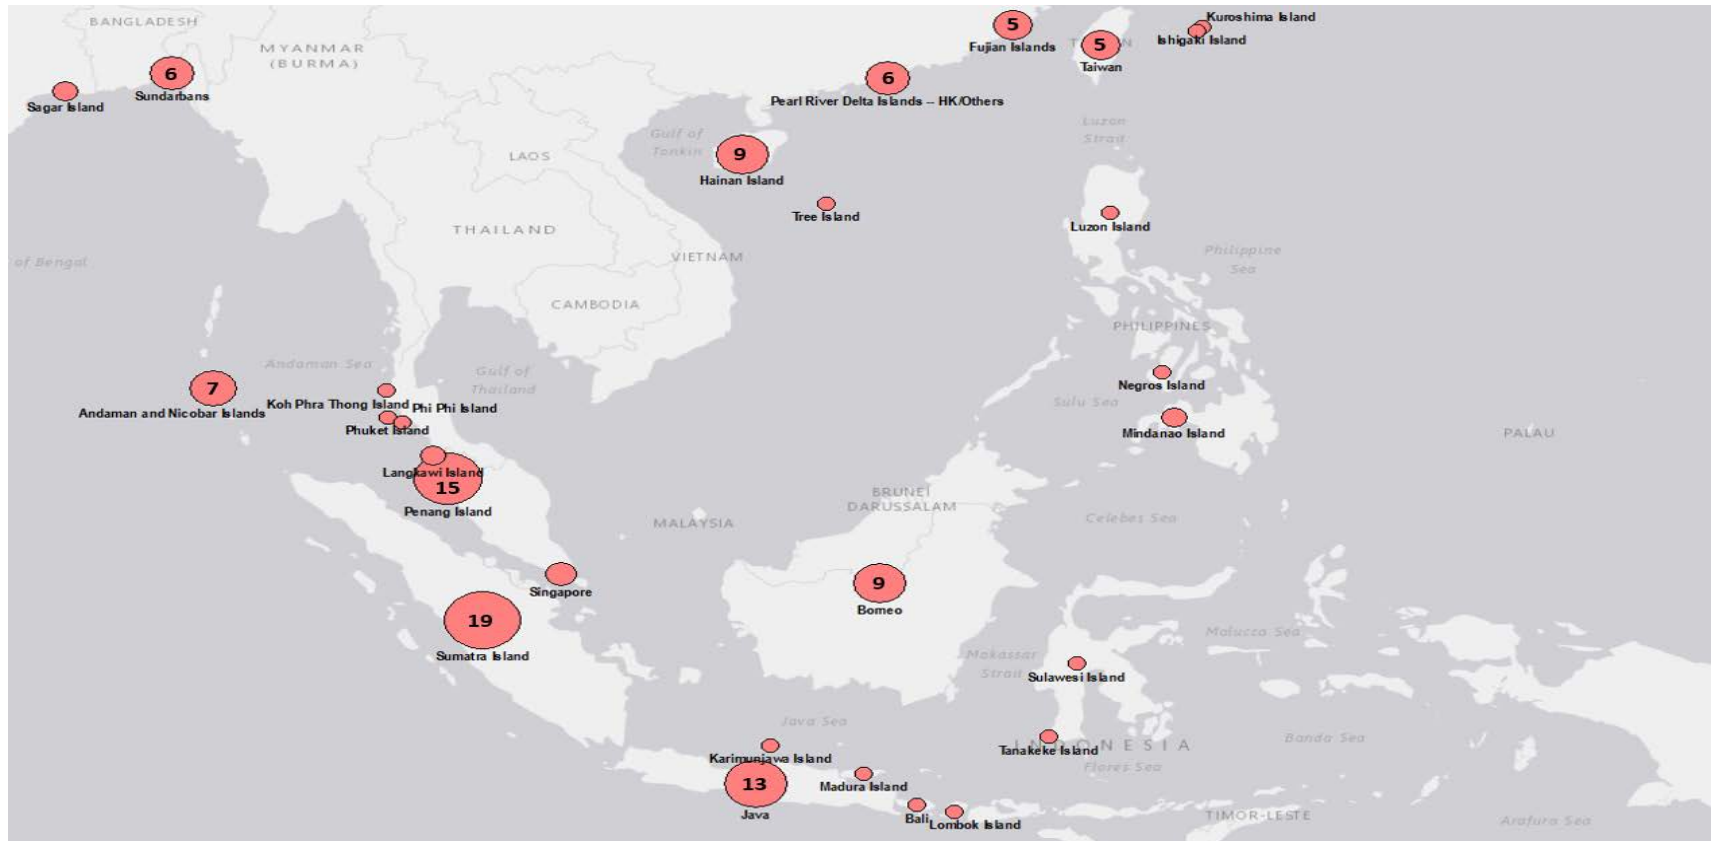 BANGLADESH
MYANMAR
(BURMA)
6
Sundarbans
Sagar Island
5
Fujian Islands
5
Taiwan
Kuroshima Island
Ishigaki Island
6
Pearl River Delta Islands -- HK/Others
Gulf of
Tonkin
Luzon
Strait
LAOS
9
Hainan Island
Tree Island
Luzon Island
THAILAND
VIETNAM
Philippine
Sea
of Bengal
CAMBODIA
PHILIPPINES
Andaman Sea
Gulf of
Thailand
7
Andaman and Nicobar Islands
Koh Phra Thong Island
Phi Phi Island
Phuket Island
Negros Island
Sulu Sea
Mindanao Island
PALAU
Langkawi Island
15
Penang Island
BRUNEI
DARUSSALAM
MALAYSIA
Celebes Sea
Singapore
9
Borneo
19
Sumatra Island
Molucca Sea
Makassar
Strait
Sulawesi Island
Java Sea
Karimunjawa Island
Tanakeke Island
INDONESIA
Banda Sea
Flores Sea
13
Java
Madura Island
Bali
Lombok Island
TIMOR-LESTE
Arafura Sea